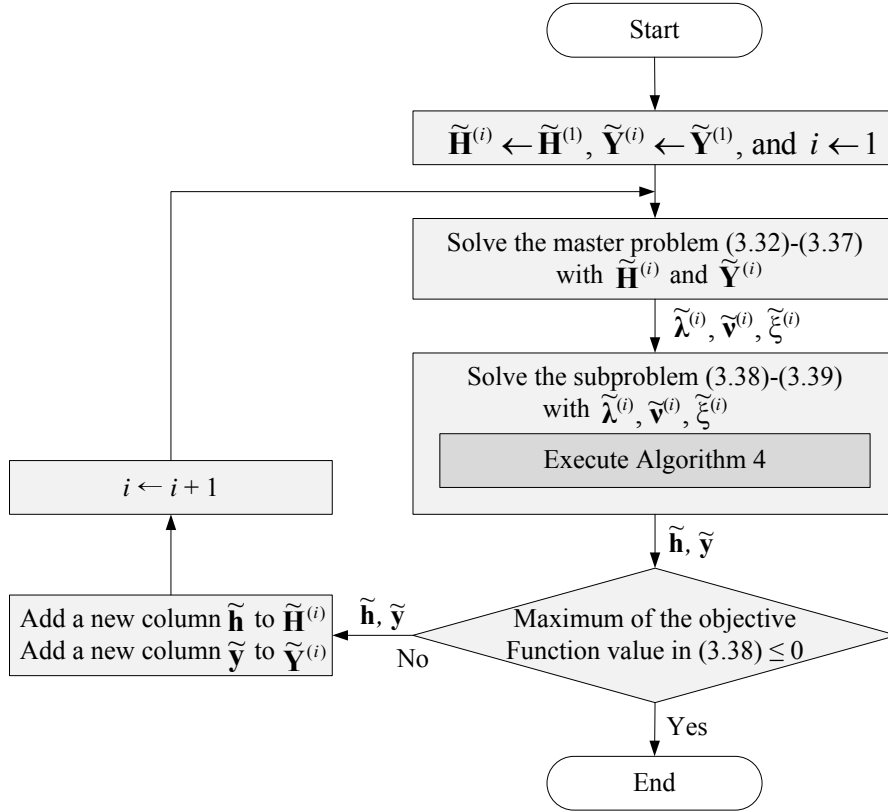 Start
H̃⁽ⁱ⁾ ← H̃⁽¹⁾, Ỹ⁽ⁱ⁾ ← Ỹ⁽¹⁾, and i ← 1
Solve the master problem (3.32)-(3.37)
with H̃⁽ⁱ⁾ and Ỹ⁽ⁱ⁾
λ̃⁽ⁱ⁾, ṽ⁽ⁱ⁾, ξ̃⁽ⁱ⁾
Solve the subproblem (3.38)-(3.39)
with λ̃⁽ⁱ⁾, ṽ⁽ⁱ⁾, ξ̃⁽ⁱ⁾
Execute Algorithm 4
i ← i + 1
h̃, ỹ
Maximum of the objective
Function value in (3.38) ≤ 0
h̃, ỹ
No
Add a new column h̃ to H̃⁽ⁱ⁾
Add a new column ỹ to Ỹ⁽ⁱ⁾
Yes
End